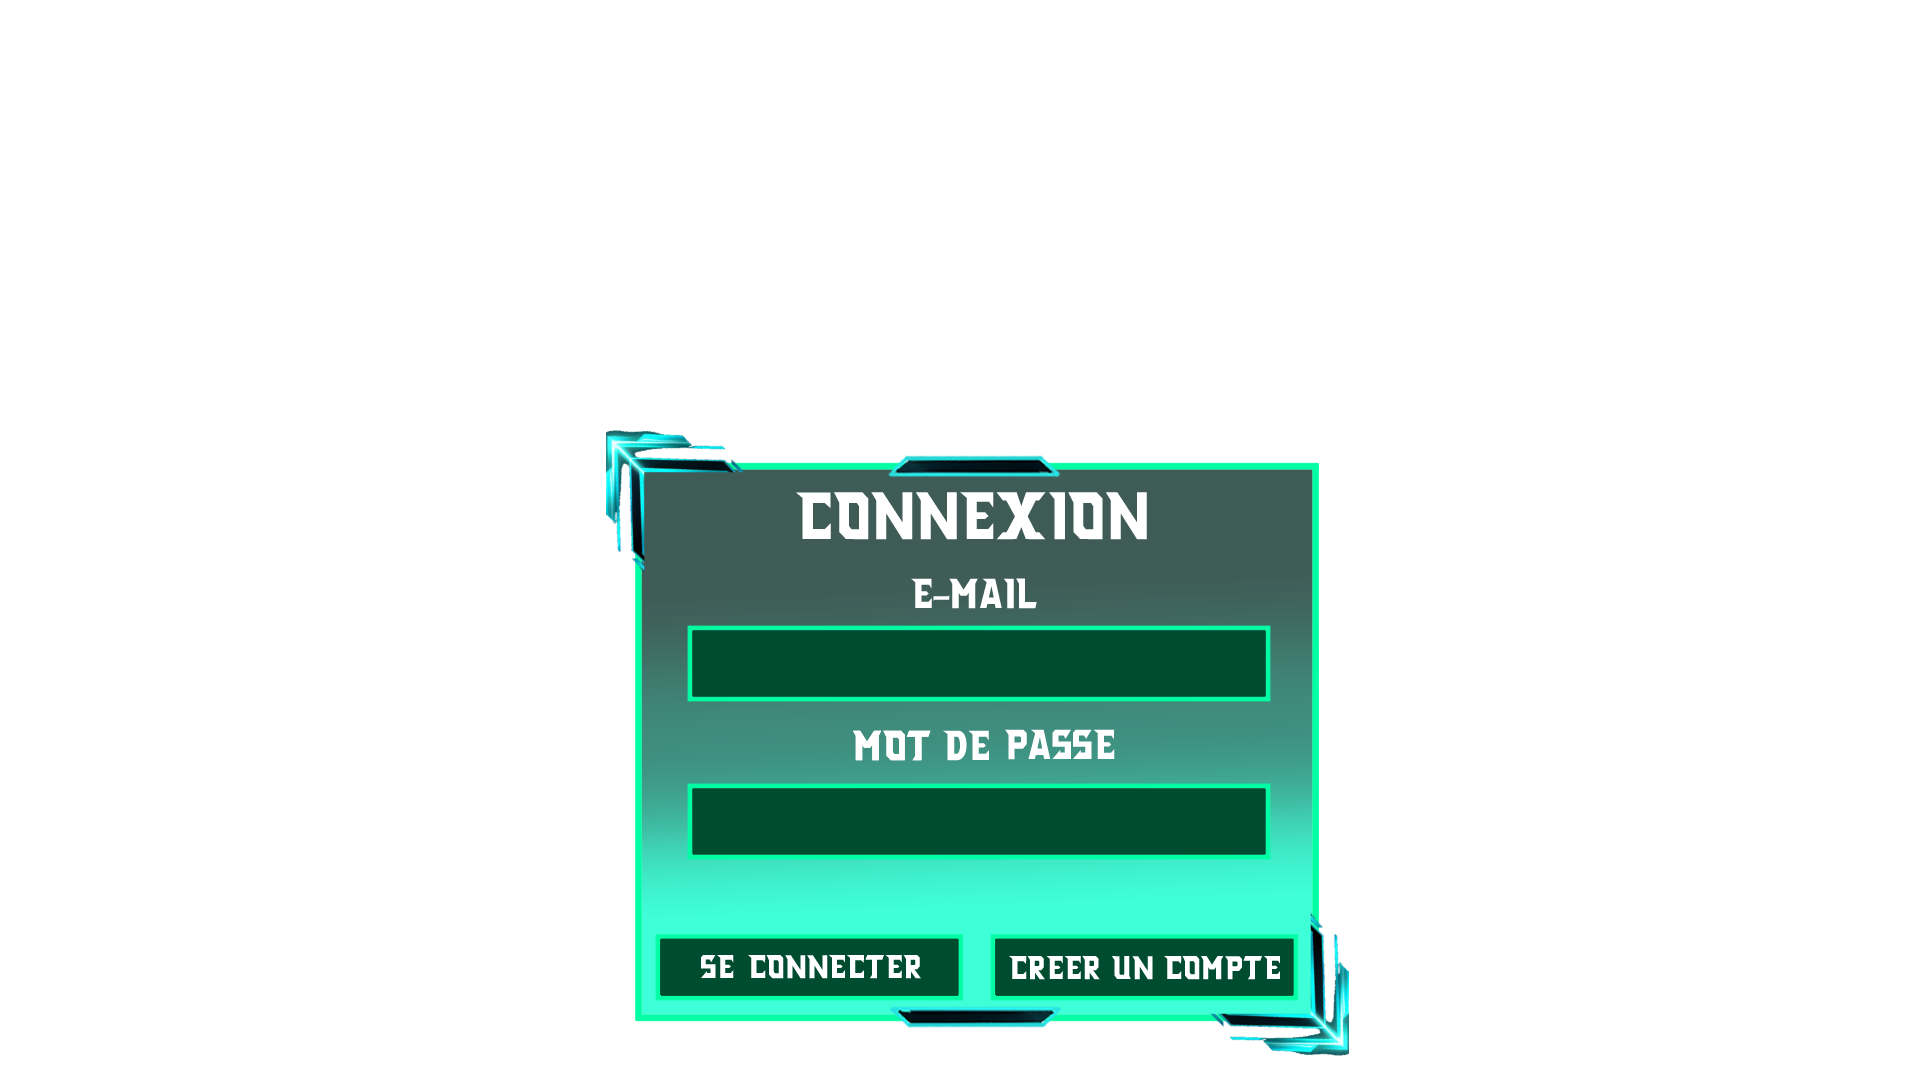 CONNEXION
E-MAIL
MOT DE PASSE
SE CONNECTER
CREER UN COMPTE